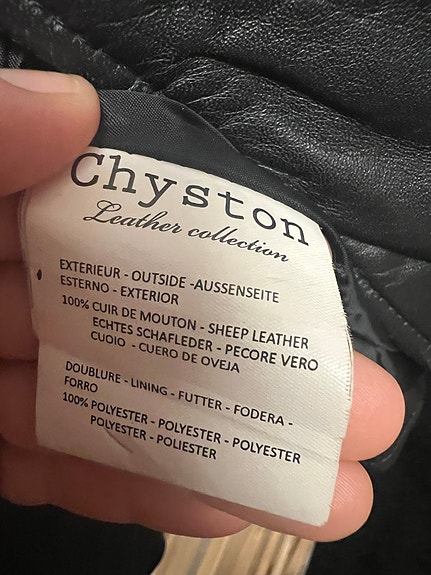 Chyston
Leather collection
EXTERIEUR - OUTSIDE -AUSSENSEITE
ESTERNO - EXTERIOR
100% CUIR DE MOUTON - SHEEP LEATHER
ECHTES SCHAFLEDER - PECORE VERO
CUOIO - CUERO DE OVEJA
DOUBLURE - LINING - FUTTER - FODERA -
FORRO
100% POLYESTER - POLYESTER - POLYESTER
POLYESTER - POLIESTER